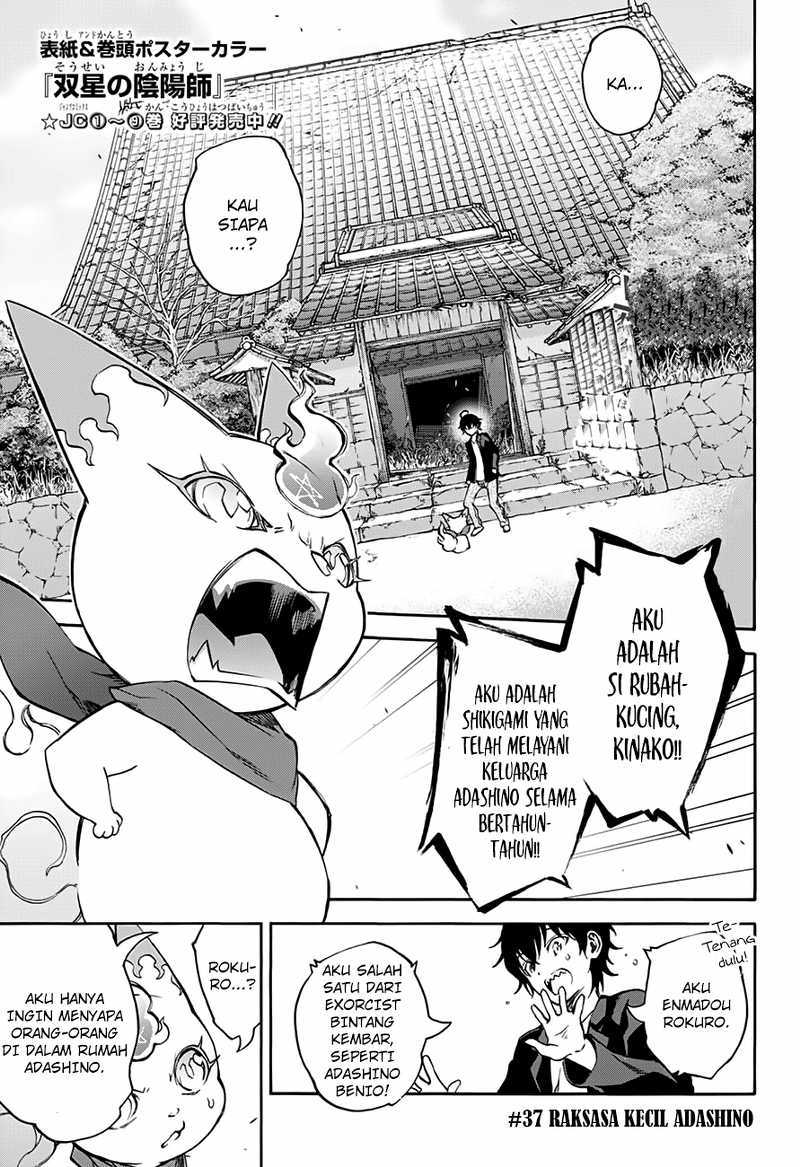 表紙&巻頭ポスターカラー
『双星の陰陽師』
★JC①～⑨巻 好評発売中!!
KA...
KAU
SIAPA
...?
AKU
ADALAH
SI RUBAH-
KUCING,
KINAKO!!
AKU ADALAH
SHIKIGAMI YANG
TELAH MELAYANI
KELUARGA
ADASHINO SELAMA
BERTAHUN-
TAHUN!!
Te-
Tenang
dulu!
AKU
ENMADOU
ROKURO.
AKU SALAH
SATU DARI
EXORCIST
BINTANG
KEMBAR,
SEPERTI
ADASHINO
BENIO!
ROKU-
RO...?
AKU HANYA
INGIN MENYAPA
ORANG-ORANG
DI DALAM RUMAH
ADASHINO.
#37 RAKSASA KECIL ADASHINO